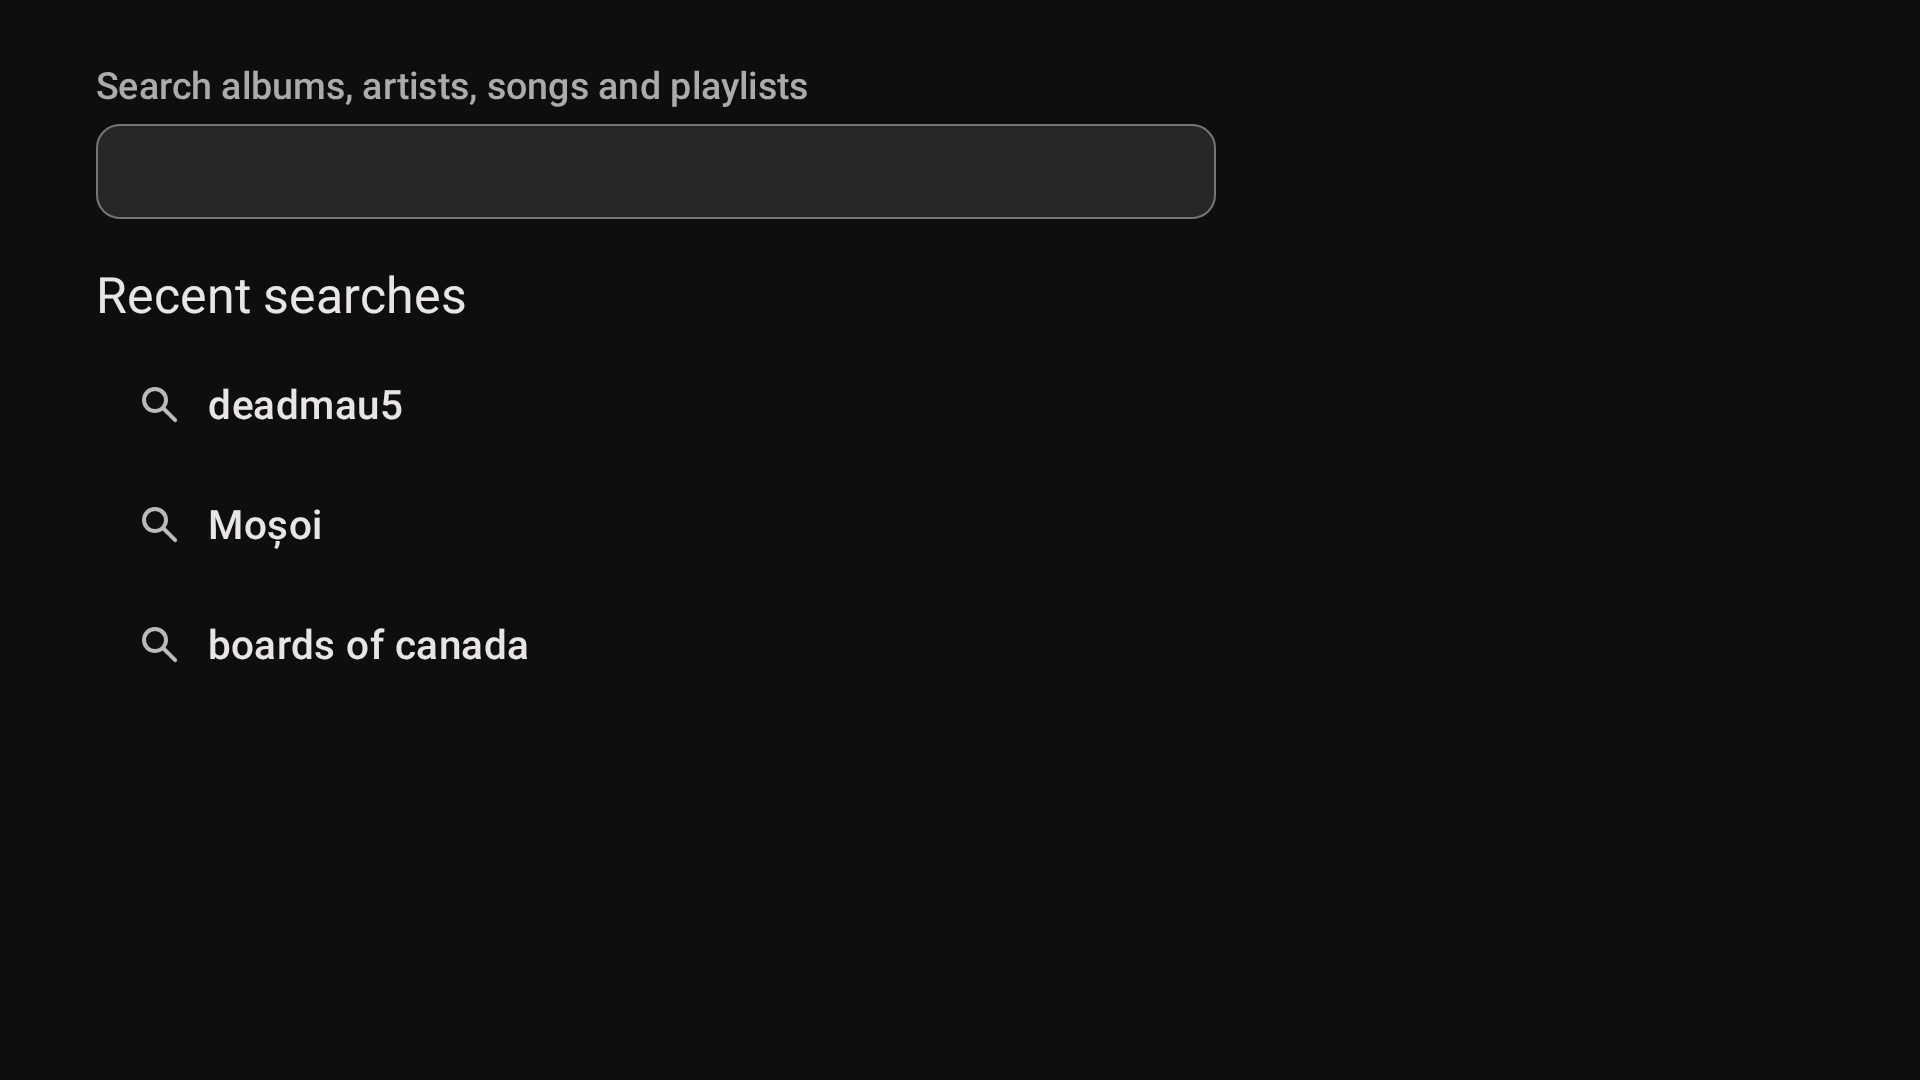 Search albums, artists, songs and playlists
Recent searches
deadmau5
Moșoi
boards of canada